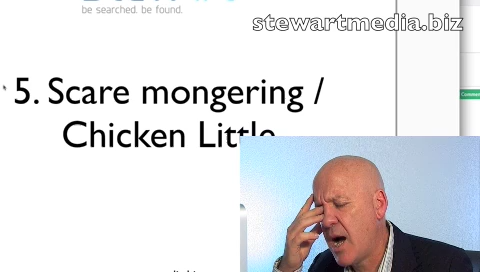 be searched. be found.
stewartmedia.biz
5. Scare mongering /
Chicken Little